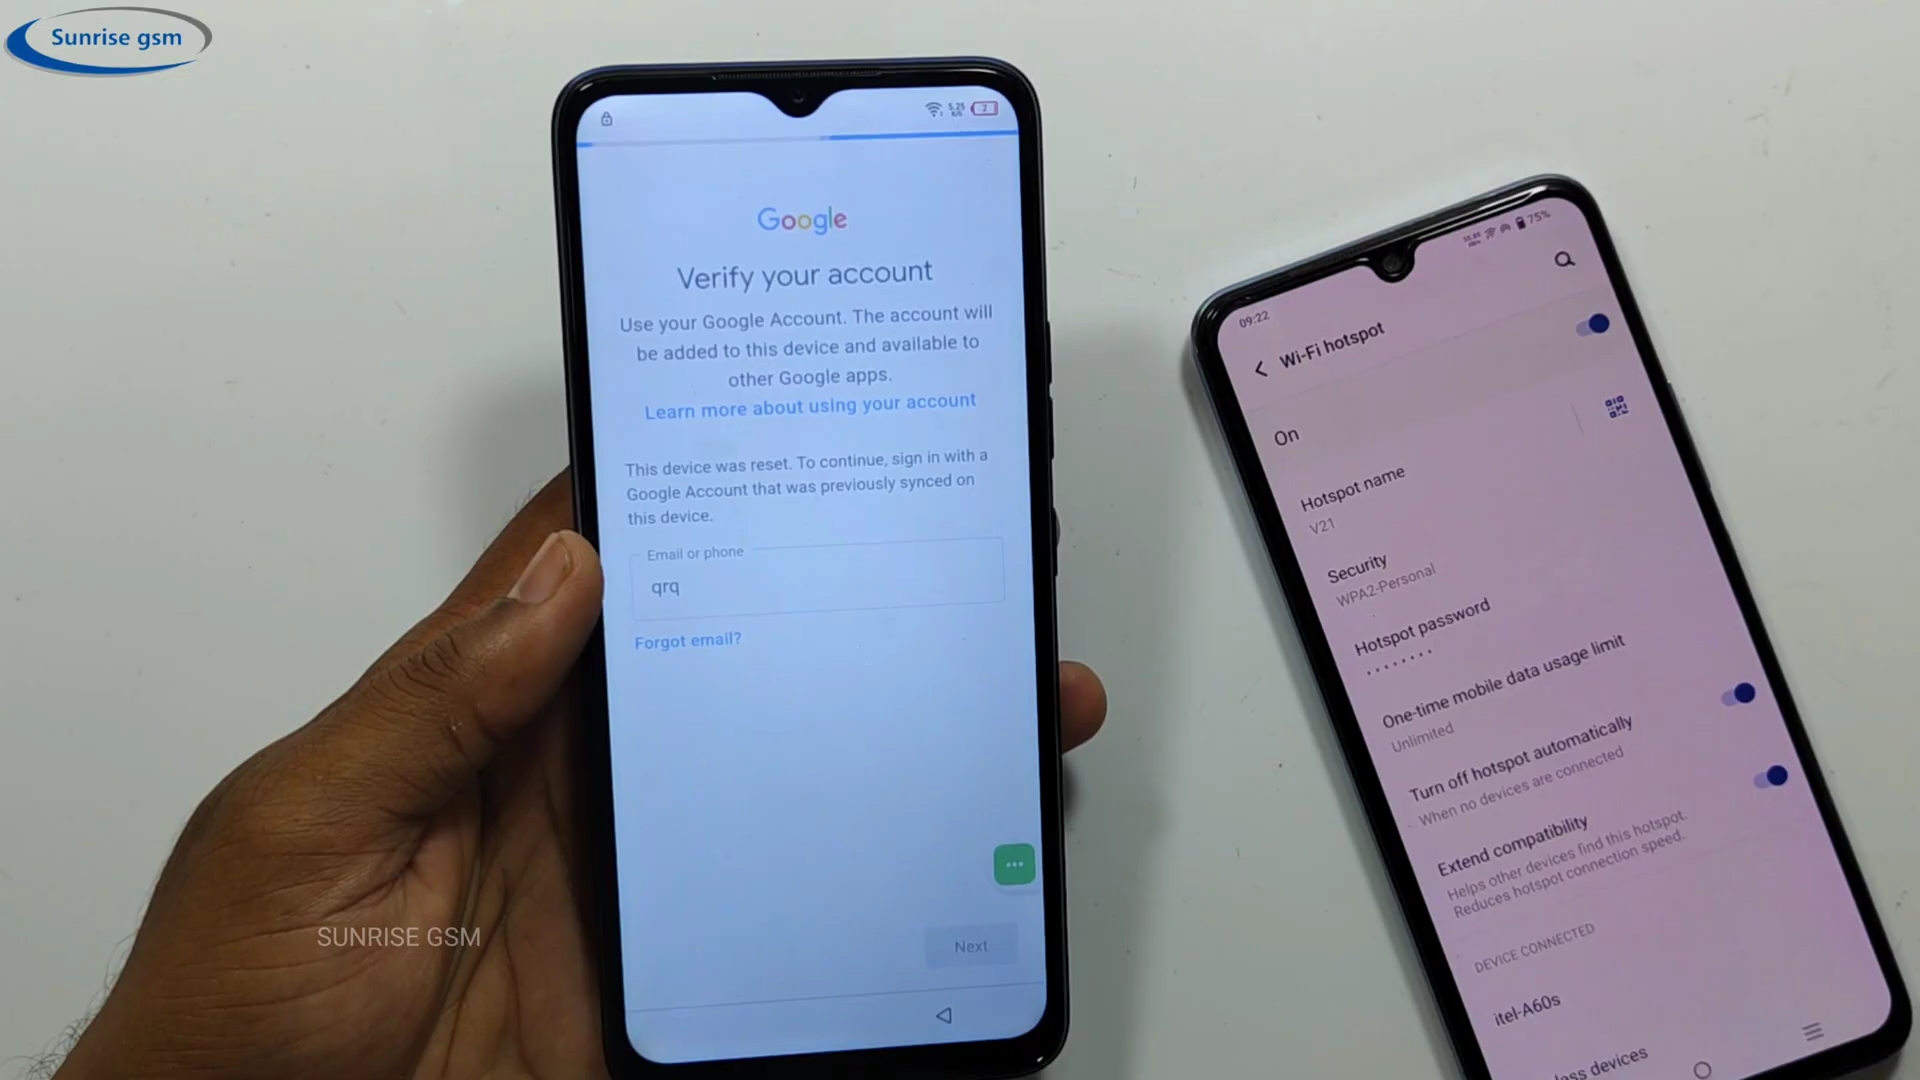 Sunrise gsm
2
Google
Verify your account
Use your Google Account. The account will
be added to this device and available to
other Google apps.
Learn more about using your account
This device was reset. To continue, sign in with a
Google Account that was previously synced on
this device.
Email or phone
qrq
Forgot email?
Next
SUNRISE GSM
09:22
75%
Wi-Fi hotspot
On
Hotspot name
V21
Security
WPA2-Personal
Hotspot password
••••••••
One-time mobile data usage limit
Unlimited
Turn off hotspot automatically
When no devices are connected
Extend compatibility
Helps other devices find this hotspot.
Reduces hotspot connection speed.
DEVICE CONNECTED
itel-A60s
devices